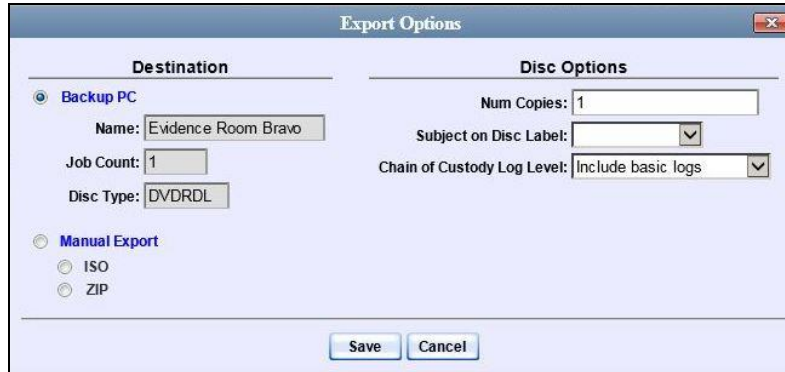 Export Options
Destination
Backup PC
Name: Evidence Room Bravo
Job Count: 1
Disc Type: DVDRDL
Manual Export
ISO
ZIP
Disc Options
Num Copies: 1
Subject on Disc Label:
Chain of Custody Log Level: Include basic logs
Save Cancel